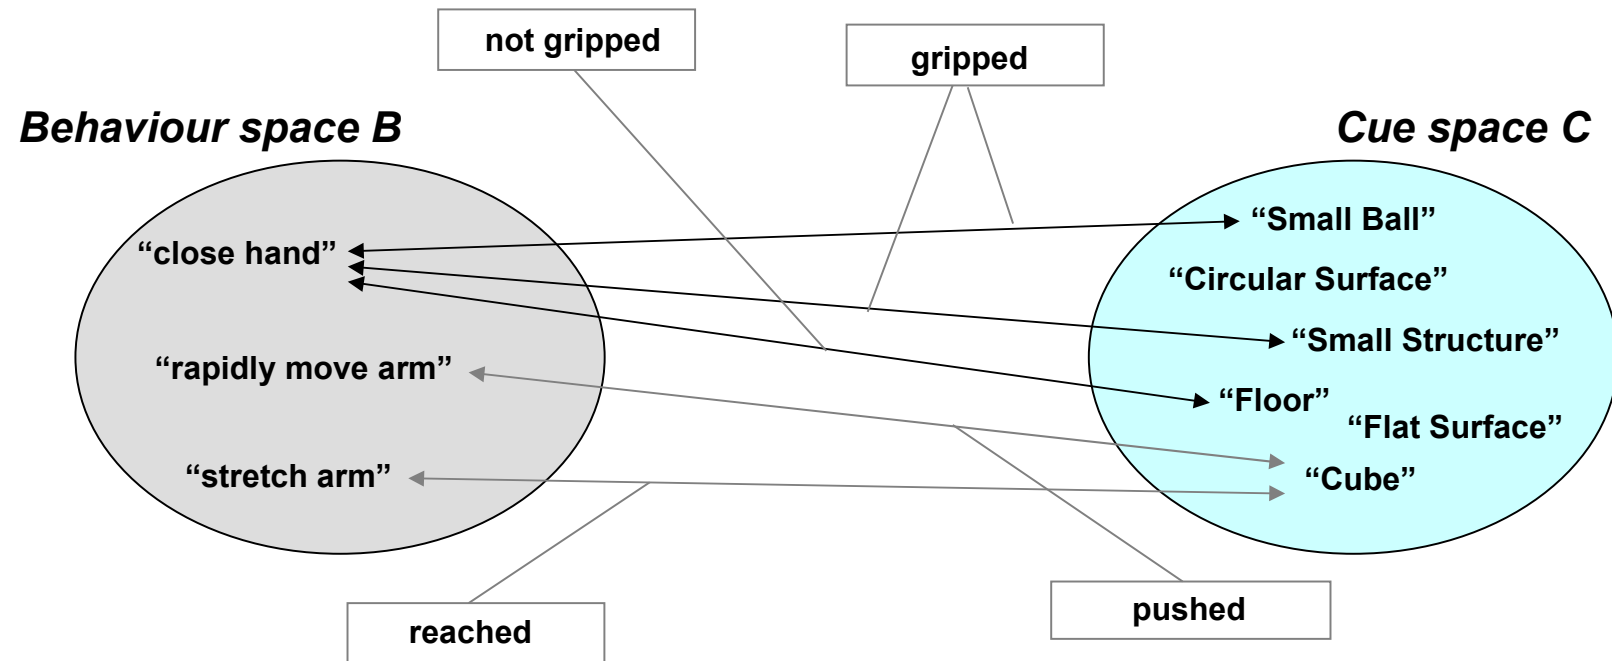 not gripped
gripped
Behaviour space B
Cue space C
“close hand”
“rapidly move arm”
“stretch arm”
“Small Ball”
“Circular Surface”
“Small Structure”
“Floor”
“Flat Surface”
“Cube”
reached
pushed